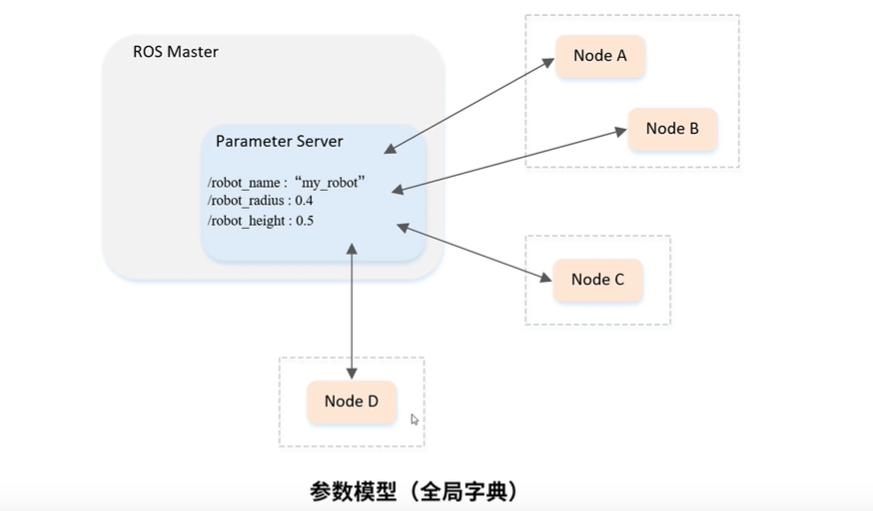 ROS Master
Parameter Server
/robot_name : “my_robot”
/robot_radius : 0.4
/robot_height : 0.5
Node A
Node B
Node C
Node D
参数模型（全局字典）